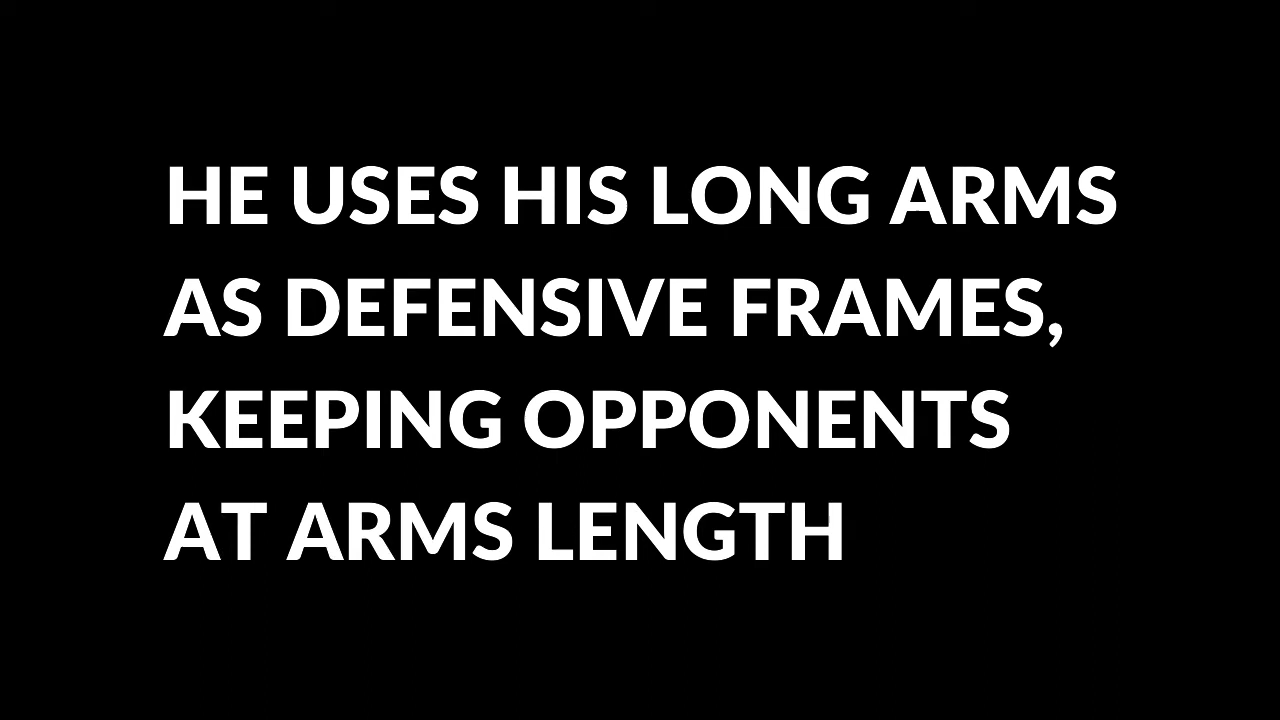 HE USES HIS LONG ARMS
AS DEFENSIVE FRAMES,
KEEPING OPPONENTS
AT ARMS LENGTH